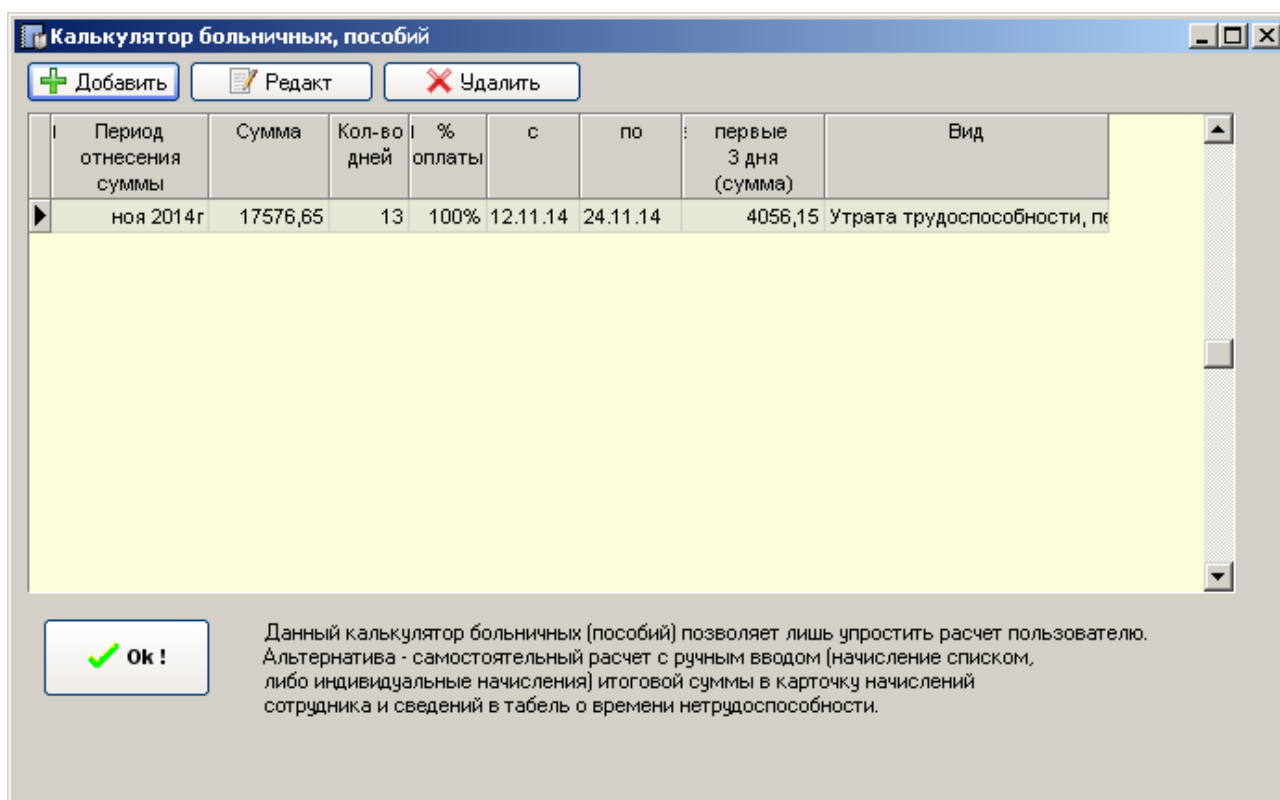 Калькулятор больничных, пособий
Добавить Редакт Удалить
Период отнесения суммы Сумма Кол-во дней % оплаты с по первые 3 дня (сумма) Вид
ноя 2014г 17576,65 13 100% 12.11.14 24.11.14 4056,15 Утрата трудоспособности,
Ok !
Данный калькулятор больничных (пособий) позволяет лишь упростить расчет пользователю.
Альтернатива - самостоятельный расчет с ручным вводом (начисление списком,
либо индивидуальные начисления) итоговой суммы в карточку начислений
сотрудника и сведений в табель о времени нетрудоспособности.